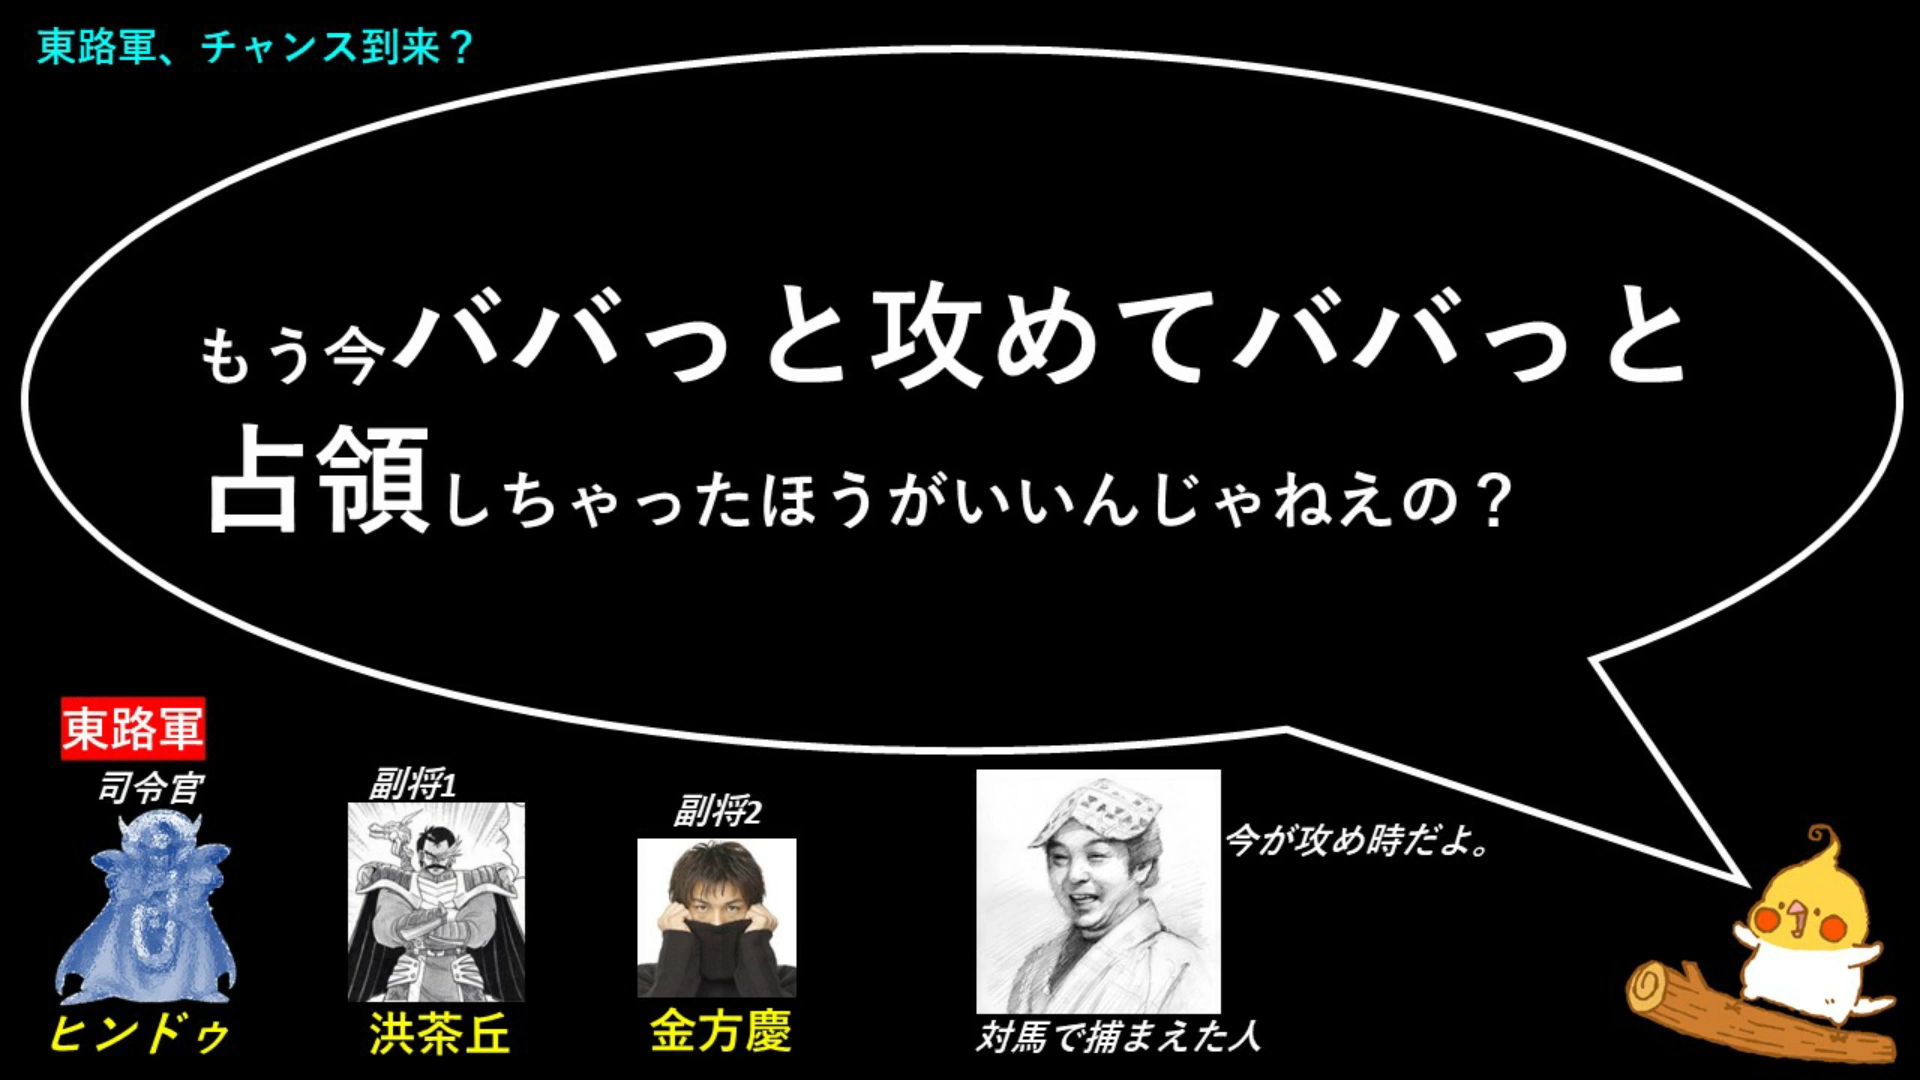 東路軍、チャンス到来？
もう今ババっと攻めてババっと
占領しちゃったほうがいいんじゃねえの？
東路軍
司令官
ヒンドゥ
副将1
洪茶丘
副将2
金方慶
今が攻め時だよ。
対馬で捕まえた人